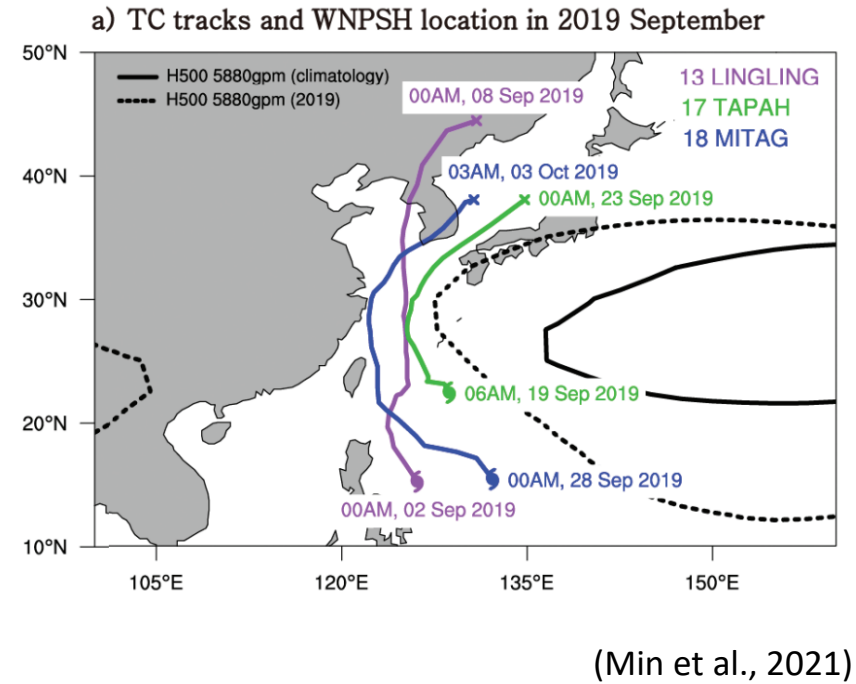 a) TC tracks and WNPSH location in 2019 September
50°N
H500 5880gpm (climatology)
H500 5880gpm (2019)
13 LINGLING
17 TAPAH
18 MITAG
00AM, 08 Sep 2019
40°N
03AM, 03 Oct 2019
00AM, 23 Sep 2019
30°N
06AM, 19 Sep 2019
20°N
00AM, 28 Sep 2019
00AM, 02 Sep 2019
10°N
105°E
120°E
135°E
150°E
(Min et al., 2021)